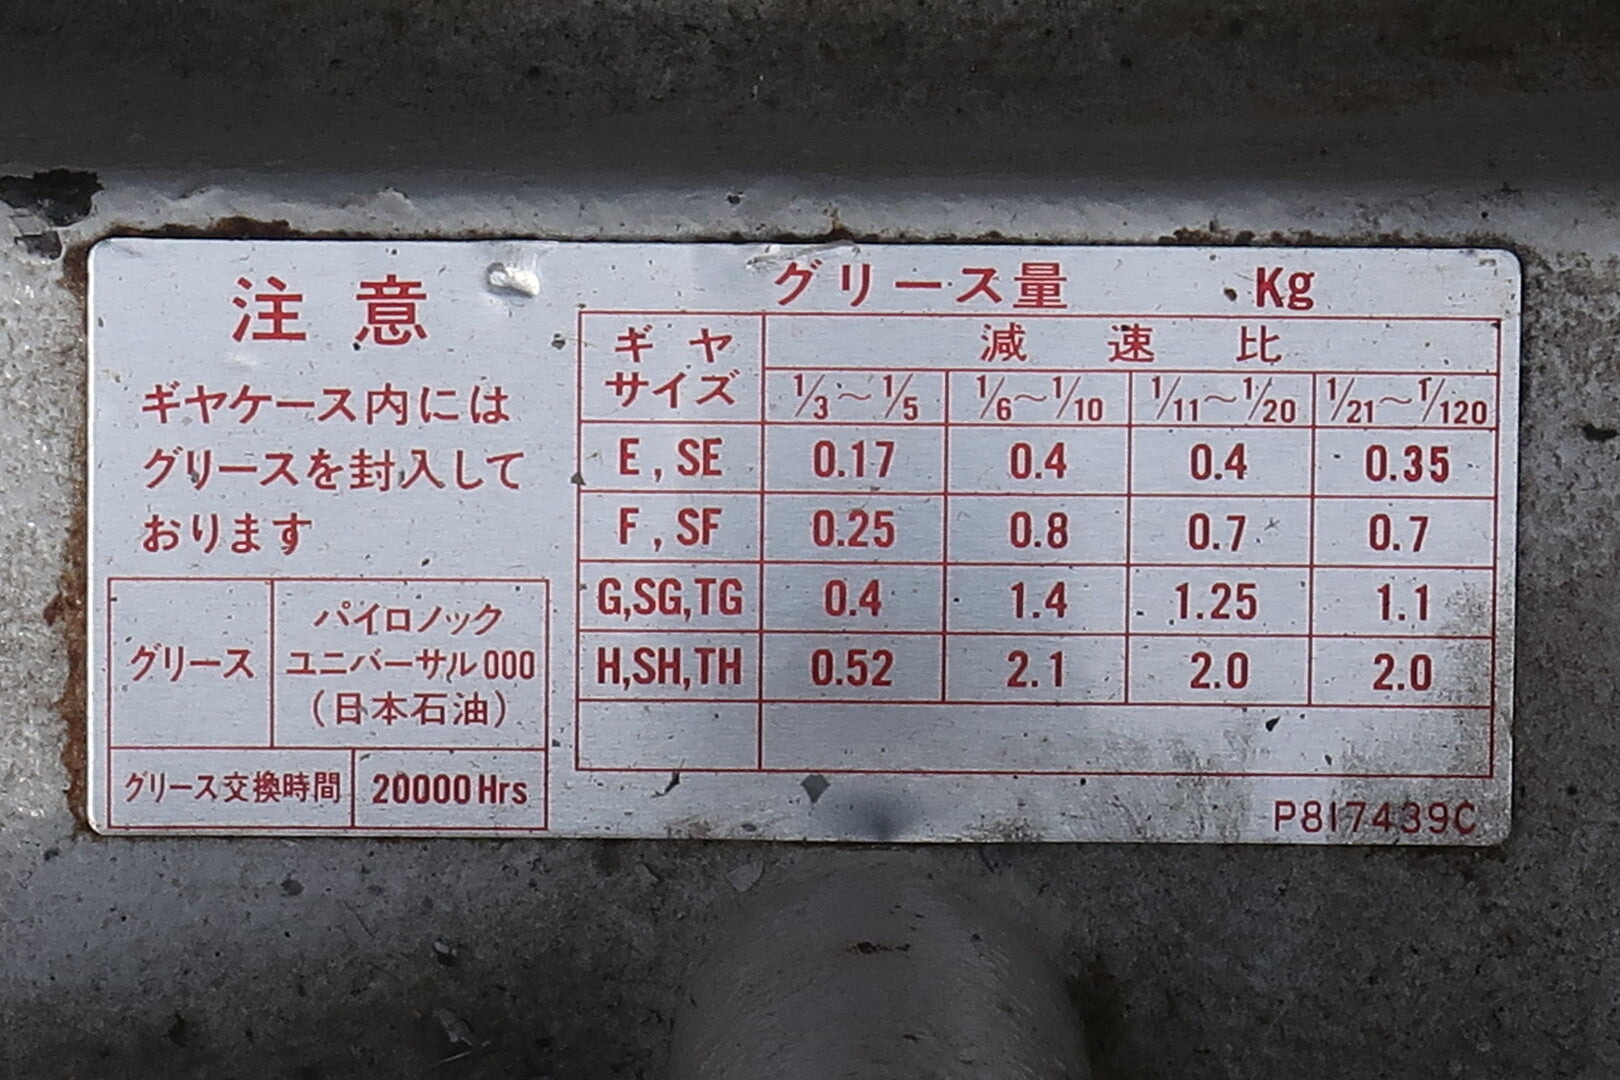 注意
ギヤケース内には
グリースを封入して
おります
グリース
パイロノック
ユニバーサル000
(日本石油)
グリース交換時間 20000Hrs
グリース量 Kg
ギヤ
サイズ
減速比
1/3~1/5 1/6~1/10 1/11~1/20 1/21~1/120
E, SE 0.17 0.4 0.4 0.35
F, SF 0.25 0.8 0.7 0.7
G,SG,TG 0.4 1.4 1.25 1.1
H,SH,TH 0.52 2.1 2.0 2.0
P817439C